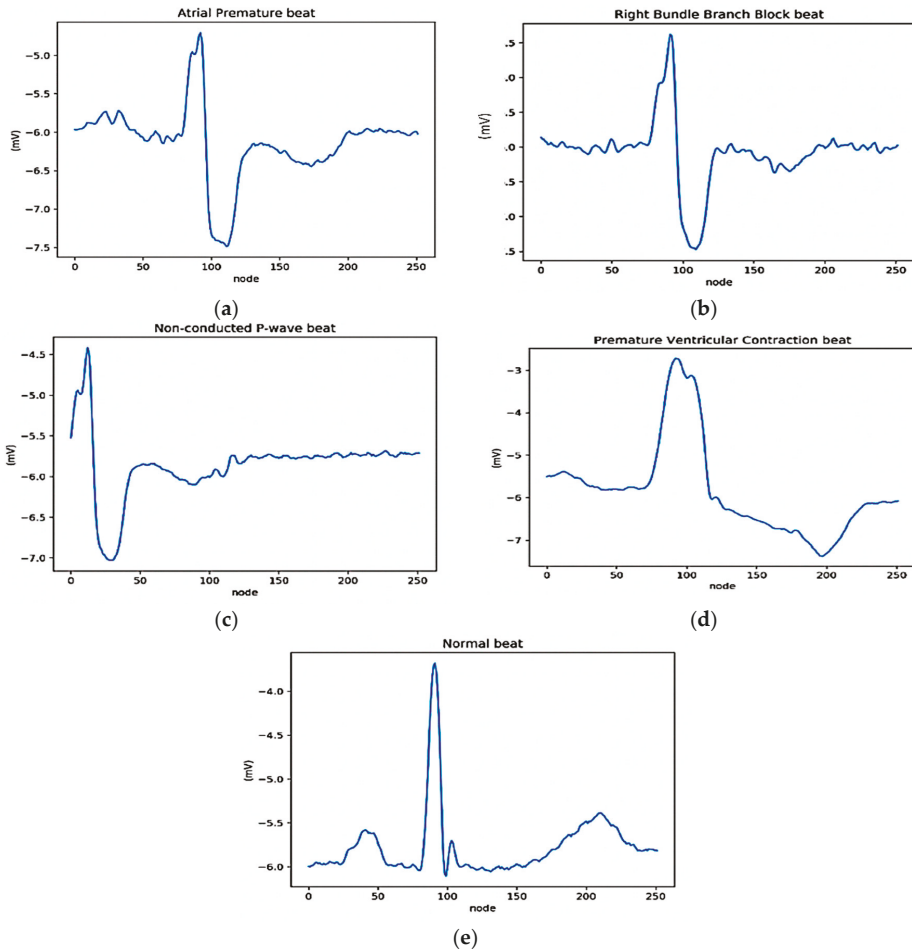 Atrial Premature beat
(mV)
−5.0
−5.5
−6.0
−6.5
−7.0
−7.5
0 50 100 150 200 250
node
(a)
Right Bundle Branch Block beat
(mV)
.5
.0
.5
.0
.5
.0
.5
0 50 100 150 200 250
node
(b)
Non-conducted P-wave beat
(mV)
−4.5
−5.0
−5.5
−6.0
−6.5
−7.0
0 50 100 150 200 250
node
(c)
Premature Ventricular Contraction beat
(mV)
−3
−4
−5
−6
−7
0 50 100 150 200 250
node
(d)
Normal beat
(mV)
−4.0
−4.5
−5.0
−5.5
−6.0
0 50 100 150 200 250
node
(e)